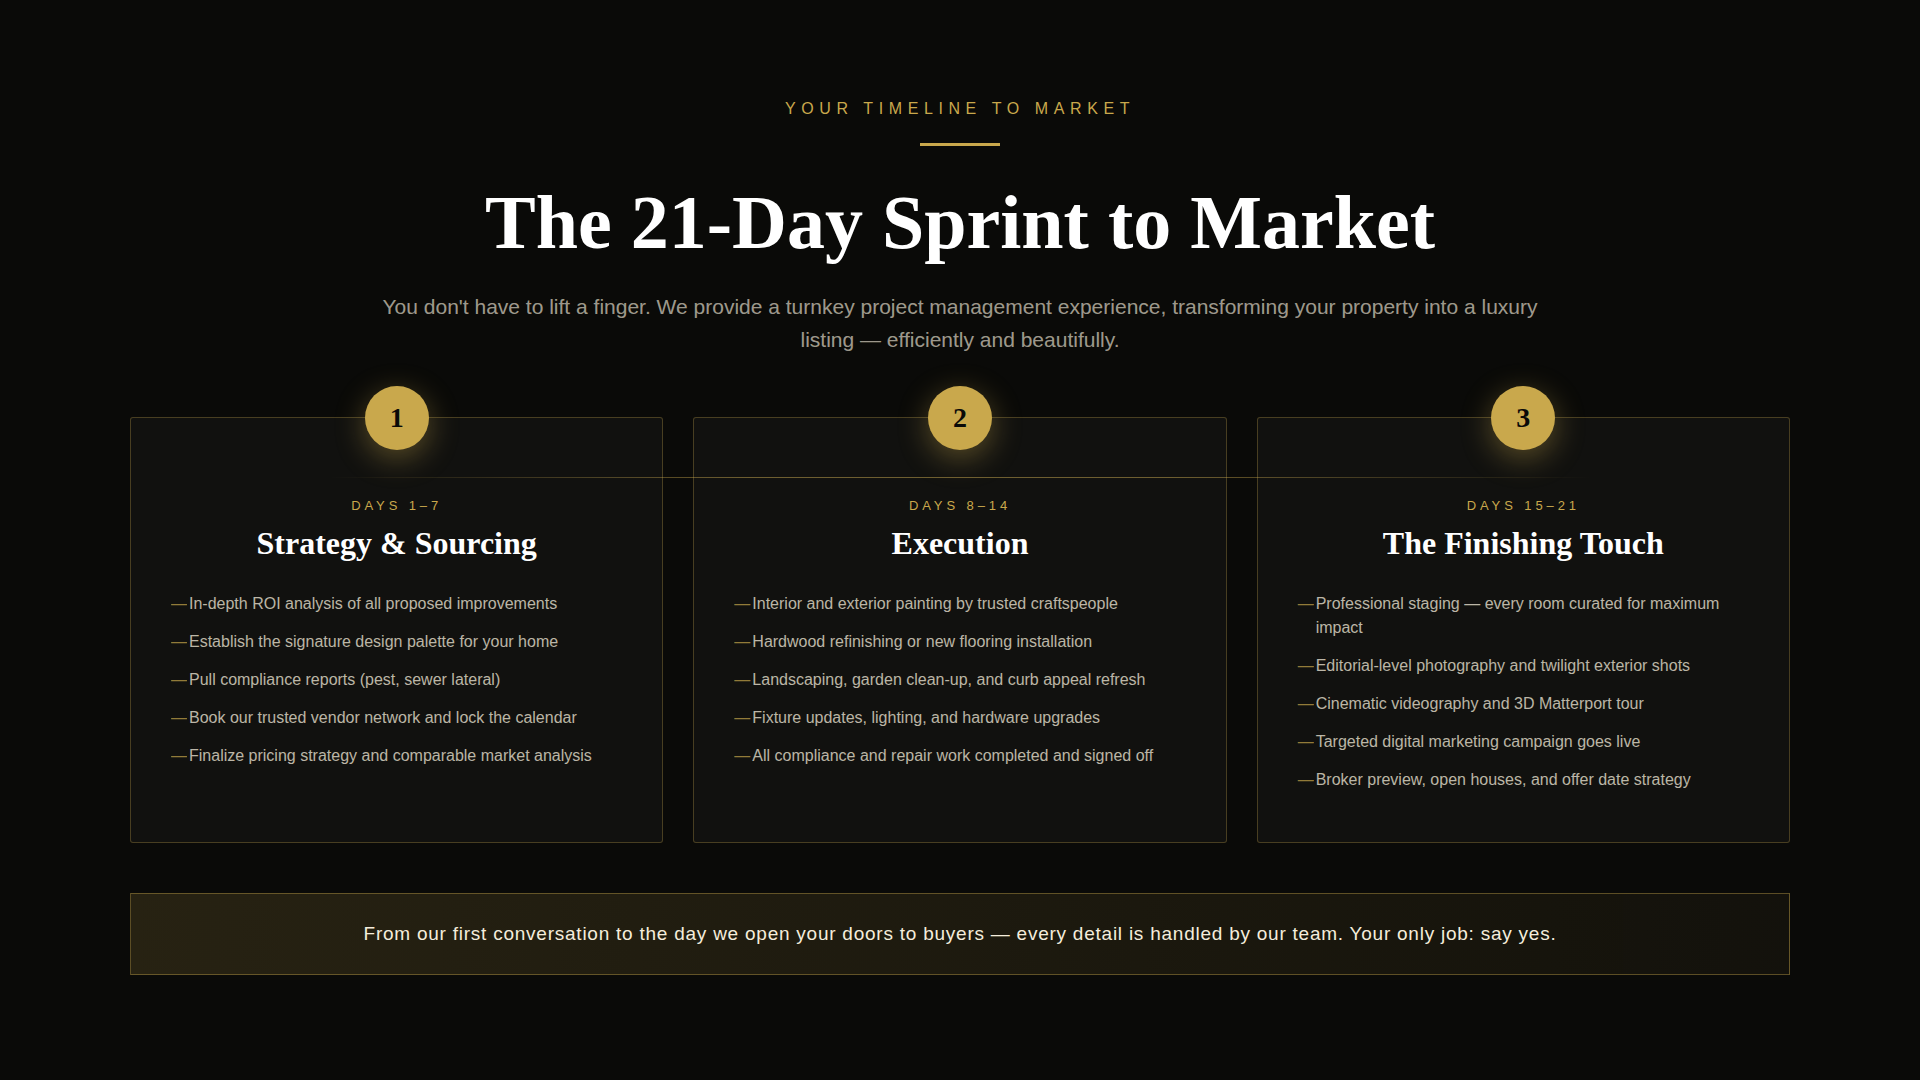 YOUR TIMELINE TO MARKET
The 21-Day Sprint to Market
You don't have to lift a finger. We provide a turnkey project management experience, transforming your property into a luxury
listing — efficiently and beautifully.
1
DAYS 1–7
Strategy & Sourcing
— In-depth ROI analysis of all proposed improvements
— Establish the signature design palette for your home
— Pull compliance reports (pest, sewer lateral)
— Book our trusted vendor network and lock the calendar
— Finalize pricing strategy and comparable market analysis
2
DAYS 8–14
Execution
— Interior and exterior painting by trusted craftspeople
— Hardwood refinishing or new flooring installation
— Landscaping, garden clean-up, and curb appeal refresh
— Fixture updates, lighting, and hardware upgrades
— All compliance and repair work completed and signed off
3
DAYS 15–21
The Finishing Touch
— Professional staging — every room curated for maximum
impact
— Editorial-level photography and twilight exterior shots
— Cinematic videography and 3D Matterport tour
— Targeted digital marketing campaign goes live
— Broker preview, open houses, and offer date strategy
From our first conversation to the day we open your doors to buyers — every detail is handled by our team. Your only job: say yes.